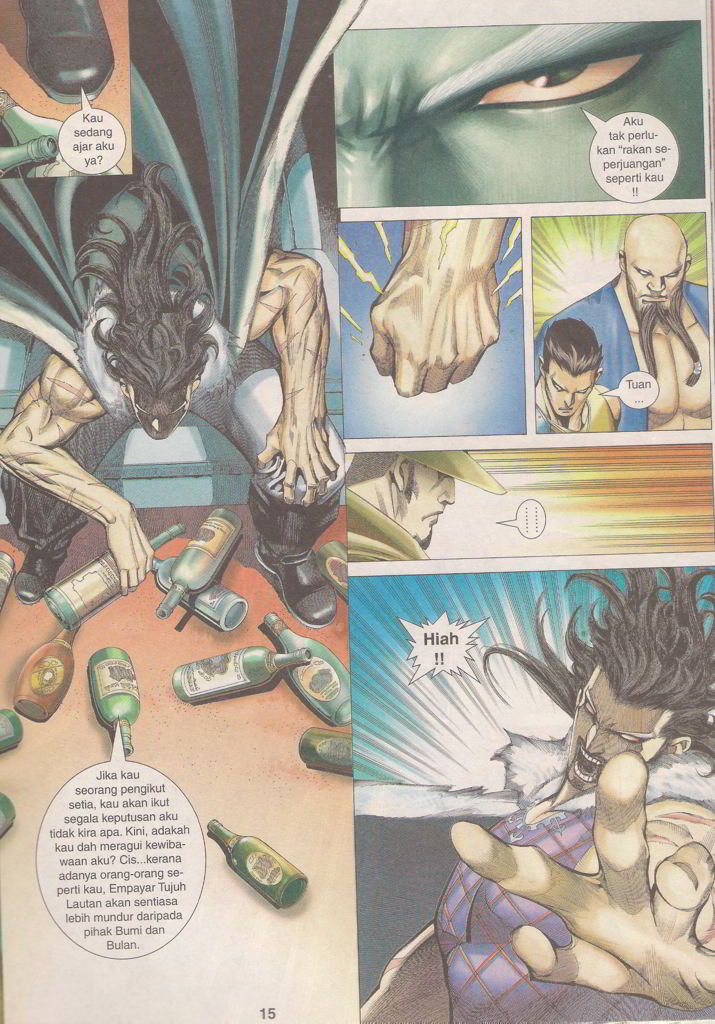 Kau
sedang
ajar aku
ya?
Jika kau
seorang pengikut
setia, kau akan ikut
segala keputusan aku
tidak kira apa. Kini, adakah
kau dah meragui kewiba-
waan aku? Cis...kerana
adanya orang-orang se-
perti kau, Empayar Tujuh
Lautan akan sentiasa
lebih mundur daripada
pihak Bumi dan
Bulan.
Aku
tak perlu-
kan “rakan se-
perjuangan”
seperti kau
!!
Tuan
...
Hiah
!!
15